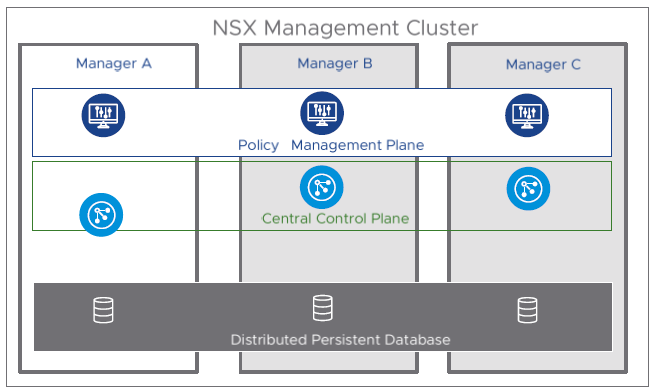 NSX Management Cluster
Manager A
Manager B
Manager C
Policy Management Plane
Central Control Plane
Distributed Persistent Database